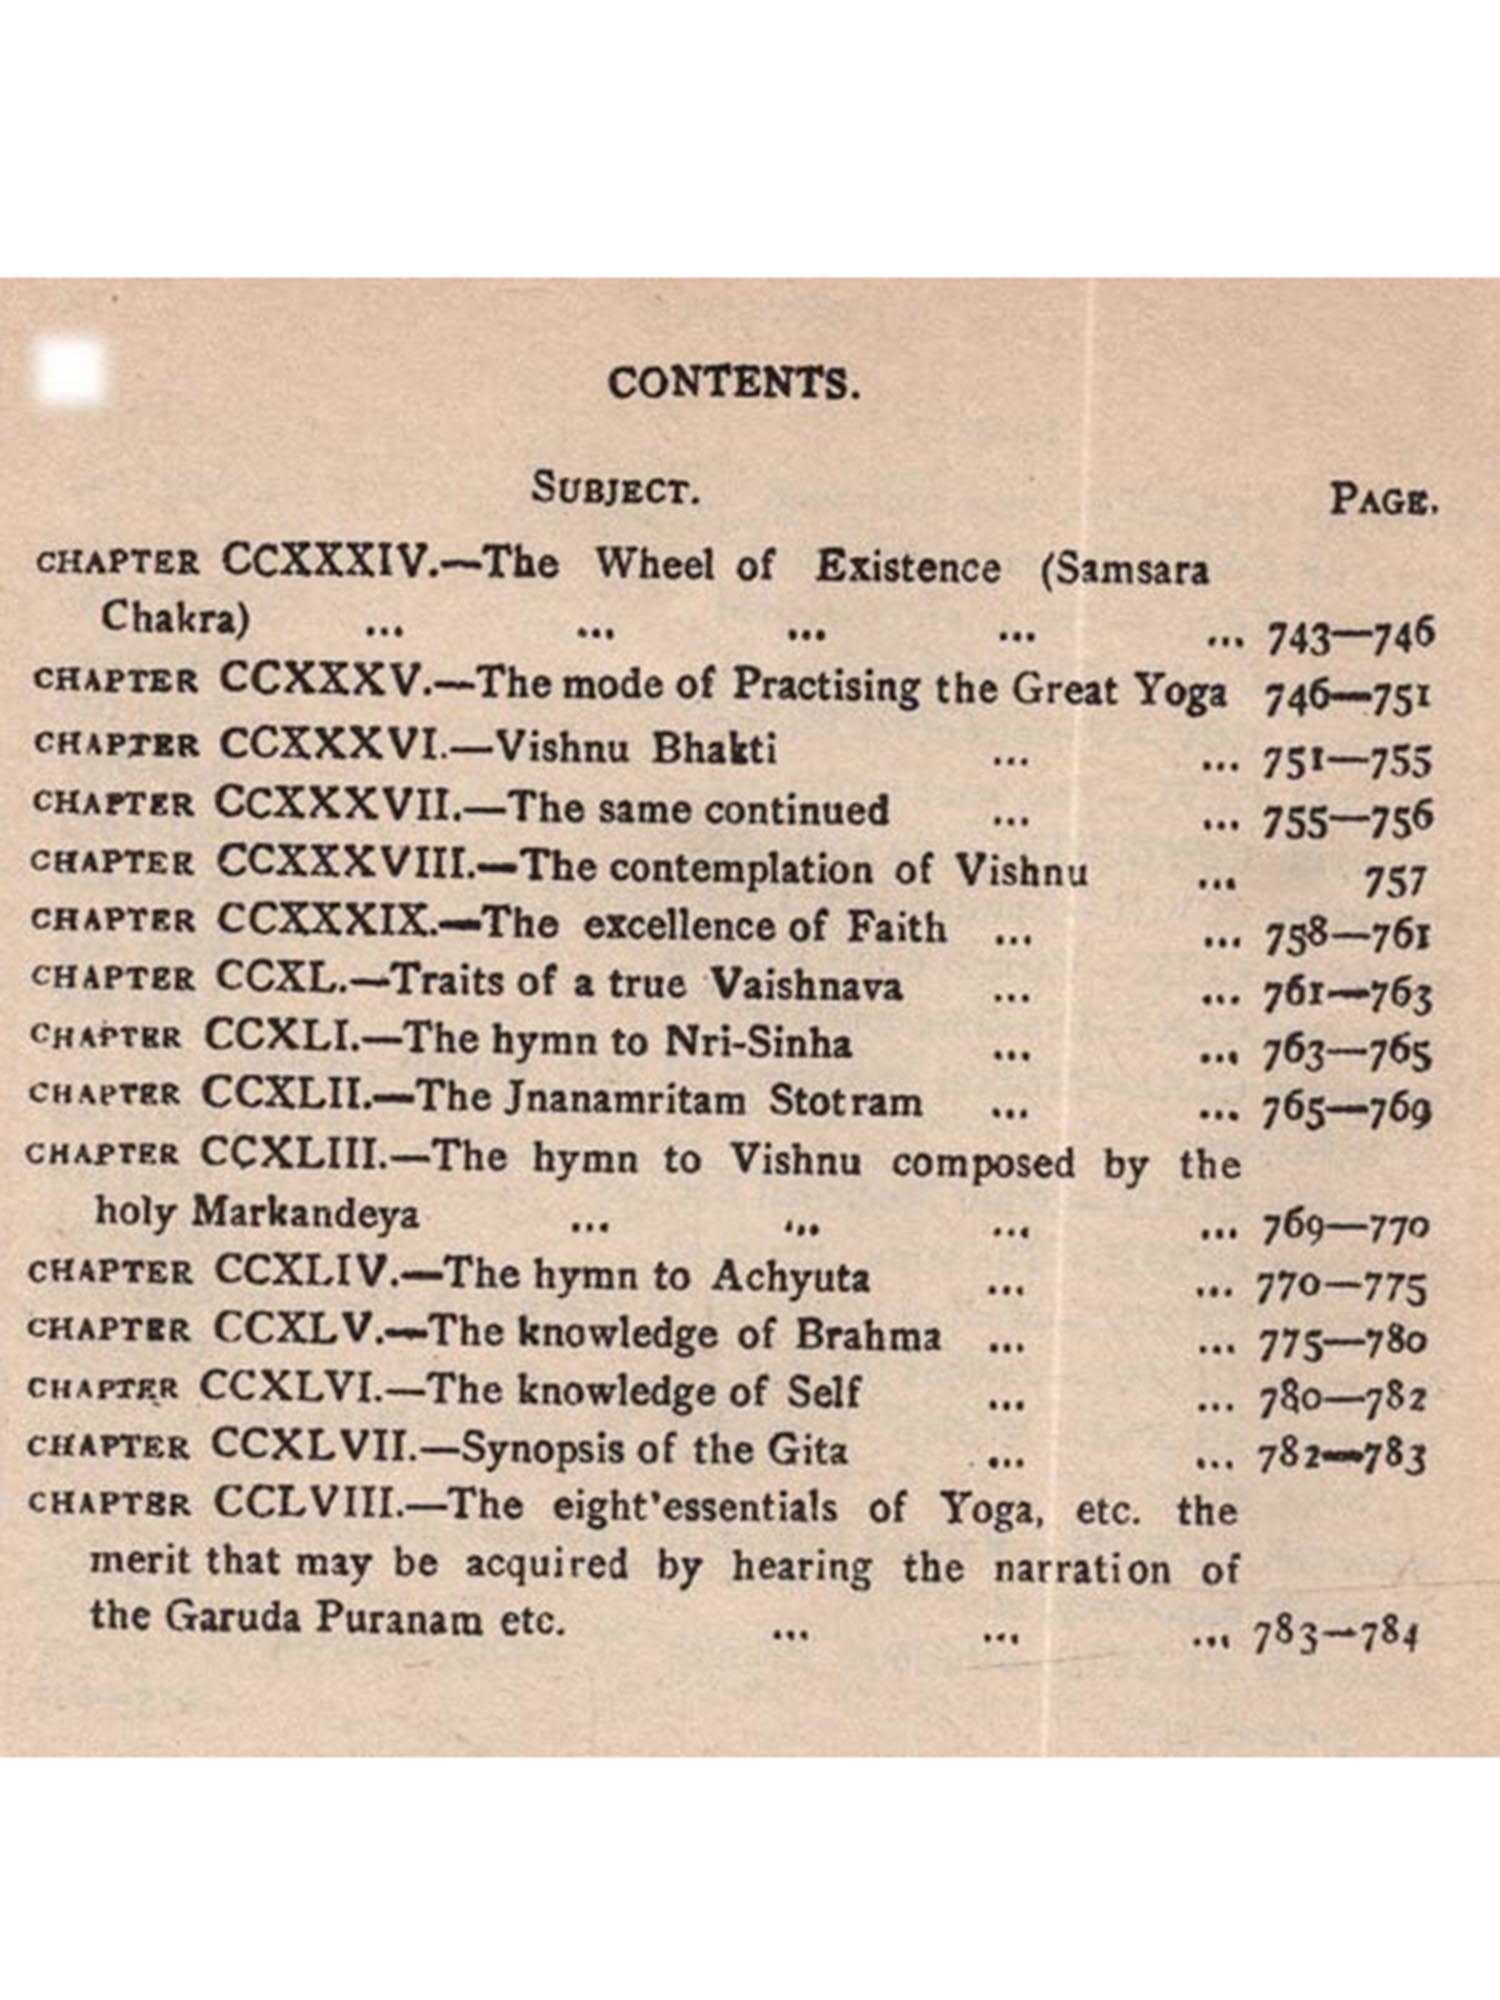 CONTENTS.
SUBJECT. PAGE.
CHAPTER CCXXXIV.—The Wheel of Existence (Samsara
Chakra) ... ... ... ... ... 743—746
CHAPTER CCXXXV.—The mode of Practising the Great Yoga 746—751
CHAPTER CCXXXVI.—Vishnu Bhakti ... ... 751—755
CHAPTER CCXXXVII.—The same continued ... ... 755—756
CHAPTER CCXXXVIII.—The contemplation of Vishnu ... 757
CHAPTER CCXXXIX.—The excellence of Faith ... ... 758—761
CHAPTER CCXL.—Traits of a true Vaishnava ... ... 761—763
CHAPTER CCXLI.—The hymn to Nri-Sinha ... ... 763—765
CHAPTER CCXLII.—The Jnanamritam Stotram ... ... 765—769
CHAPTER CCXLIII.—The hymn to Vishnu composed by the
holy Markandeya ... ... ... ... 769—770
CHAPTER CCXLIV.—The hymn to Achyuta ... ... 770—775
CHAPTER CCXLV.—The knowledge of Brahma ... ... 775—780
CHAPTER CCXLVI.—The knowledge of Self ... ... 780—782
CHAPTER CCXLVII.—Synopsis of the Gita ... ... 782—783
CHAPTER CCLVIII.—The eight'essentials of Yoga, etc. the
merit that may be acquired by hearing the narration of
the Garuda Puranam etc. ... ... ... 783—784